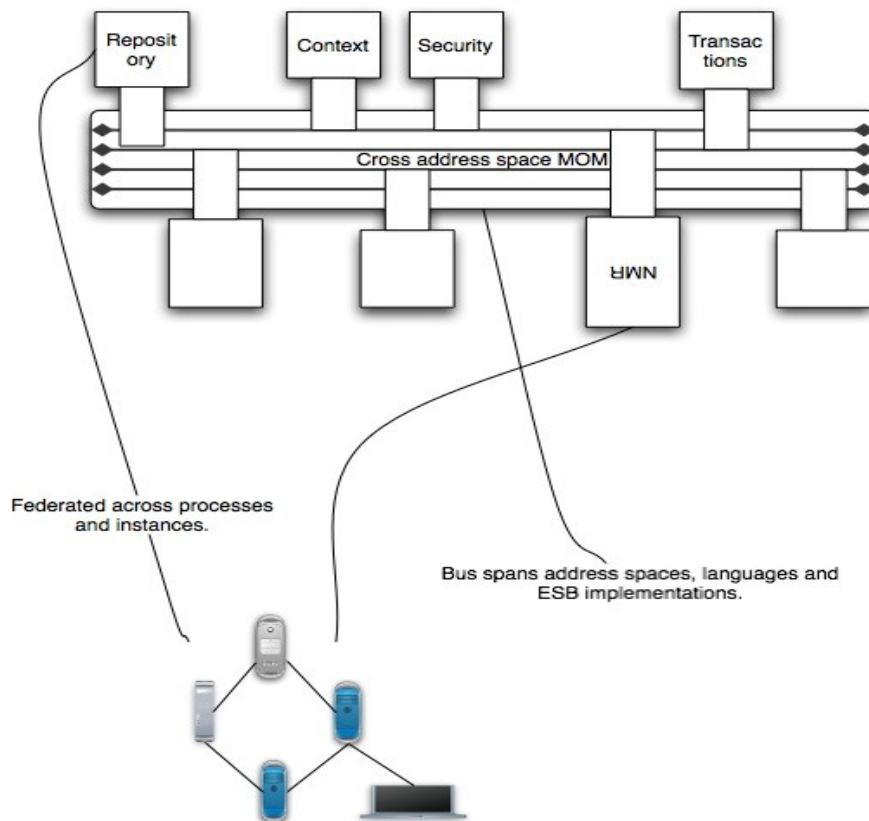 Reposit
ory
Context
Security
Transac
tions
Cross address space MOM
NMR
Federated across processes
and instances.
Bus spans address spaces, languages and
ESB implementations.